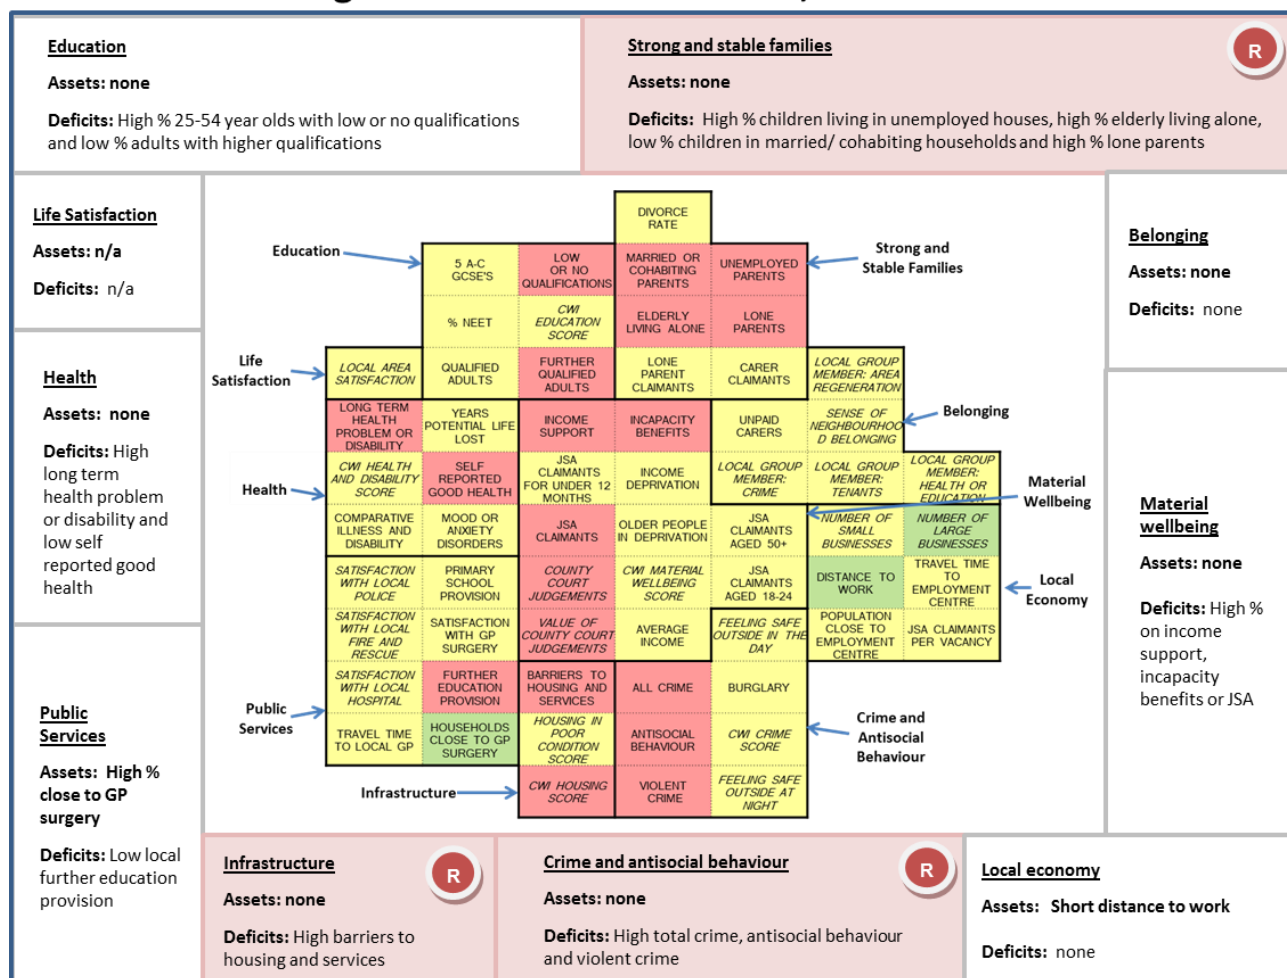 Education
Assets: none
Deficits: High % 25-54 year olds with low or no qualifications
and low % adults with higher qualifications
Strong and stable families
R
Assets: none
Deficits: High % children living in unemployed houses, high % elderly living alone,
low % children in married/ cohabiting households and high % lone parents
Life Satisfaction
Assets: n/a
Deficits: n/a
Health
Assets: none
Deficits: High
long term
health problem
or disability and
low self
reported good
health
Public
Services
Assets: High %
close to GP
surgery
Deficits: Low local
further education
provision
Education
Strong and
Stable Families
Life
Satisfaction
Belonging
Health
Material
Wellbeing
Local
Economy
Public
Services
Crime and
Antisocial
Behaviour
Infrastructure
DIVORCE
RATE
5 A-C
GCSE'S
LOW
OR NO
QUALIFICATIONS
MARRIED OR
COHABITING
PARENTS
UNEMPLOYED
PARENTS
% NEET
CWI
EDUCATION
SCORE
ELDERLY
LIVING ALONE
LONE
PARENTS
LOCAL AREA
SATISFACTION
QUALIFIED
ADULTS
FURTHER
QUALIFIED
ADULTS
LONE
PARENT
CLAIMANTS
CARER
CLAIMANTS
LOCAL GROUP
MEMBER: AREA
REGENERATION
LONG TERM
HEALTH
PROBLEM OR
DISABILITY
YEARS
POTENTIAL LIFE
LOST
INCOME
SUPPORT
INCAPACITY
BENEFITS
UNPAID
CARERS
SENSE OF
NEIGHBOURHOO
D BELONGING
CWI HEALTH
AND DISABILITY
SCORE
SELF
REPORTED
GOOD HEALTH
JSA
CLAIMANTS
FOR UNDER 12
MONTHS
INCOME
DEPRIVATION
LOCAL GROUP
MEMBER:
CRIME
LOCAL GROUP
MEMBER:
TENANTS
LOCAL GROUP
MEMBER:
HEALTH OR
EDUCATION
COMPARATIVE
ILLNESS AND
DISABILITY
MOOD OR
ANXIETY
DISORDERS
JSA
CLAIMANTS
OLDER PEOPLE
IN DEPRIVATION
JSA
CLAIMANTS
AGED 50+
NUMBER OF
SMALL
BUSINESSES
NUMBER OF
LARGE
BUSINESSES
SATISFACTION
WITH LOCAL
POLICE
PRIMARY
SCHOOL
PROVISION
COUNTY
COURT
JUDGEMENTS
CWI MATERIAL
WELLBEING
SCORE
JSA
CLAIMANTS
AGED 18-24
DISTANCE TO
WORK
TRAVEL TIME
TO
EMPLOYMENT
CENTRE
SATISFACTION
WITH LOCAL
FIRE AND
RESCUE
SATISFACTION
WITH GP
SURGERY
VALUE OF
COUNTY COURT
JUDGEMENTS
AVERAGE
INCOME
FEELING SAFE
OUTSIDE IN THE
DAY
POPULATION
CLOSE TO
EMPLOYMENT
CENTRE
JSA CLAIMANTS
PER VACANCY
SATISFACTION
WITH LOCAL
HOSPITAL
FURTHER
EDUCATION
PROVISION
BARRIERS TO
HOUSING AND
SERVICES
ALL CRIME
BURGLARY
TRAVEL TIME
TO LOCAL GP
HOUSEHOLDS
CLOSE TO GP
SURGERY
HOUSING IN
POOR
CONDITION
SCORE
ANTISOCIAL
BEHAVIOUR
CWI CRIME
SCORE
CWI HOUSING
SCORE
VIOLENT
CRIME
FEELING SAFE
OUTSIDE AT
NIGHT
Belonging
Assets: none
Deficits: none
Material
wellbeing
Assets: none
Deficits: High %
on income
support,
incapacity
benefits or JSA
Infrastructure
R
Assets: none
Deficits: High barriers to
housing and services
Crime and antisocial behaviour
R
Assets: none
Deficits: High total crime, antisocial behaviour
and violent crime
Local economy
Assets: Short distance to work
Deficits: none